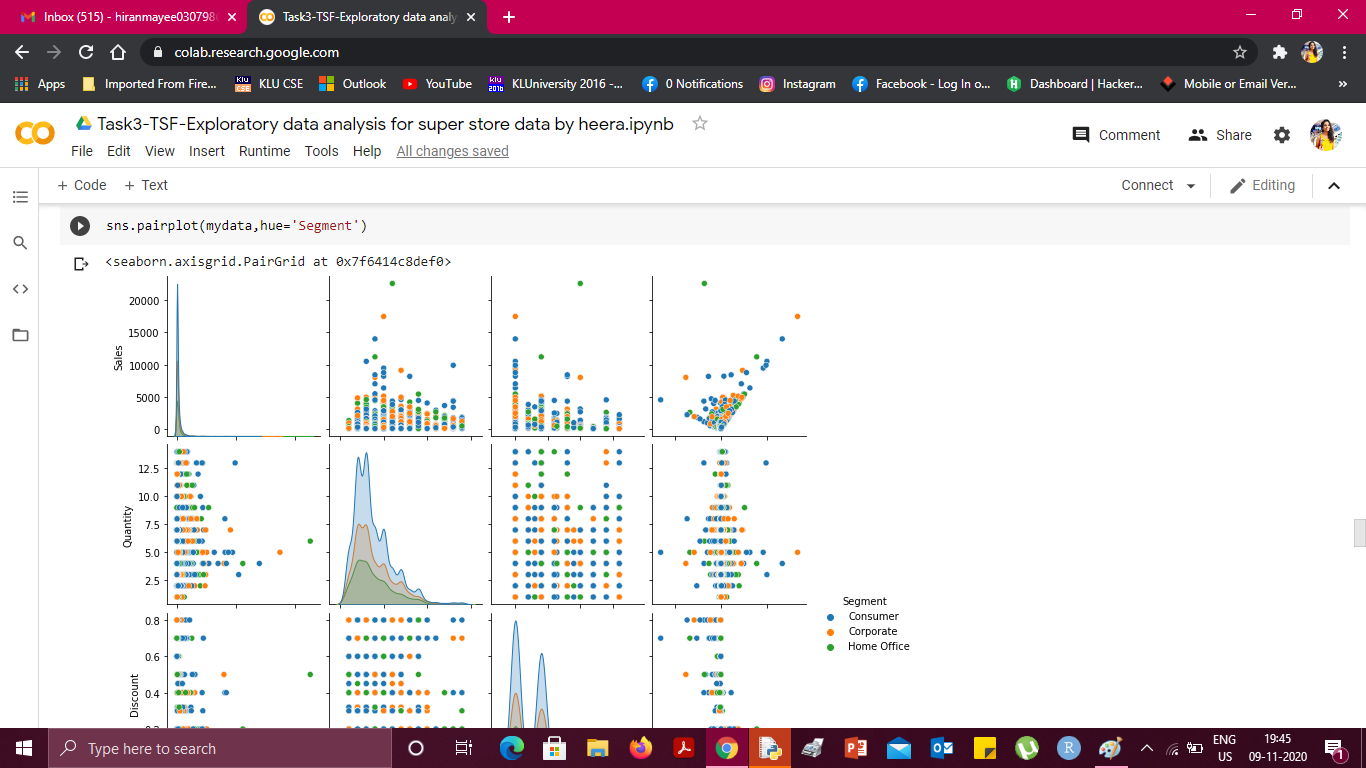 Inbox (515) - hiranmayee030798
Task3-TSF-Exploratory data analy
colab.research.google.com
Apps Imported From Fire... KLU CSE Outlook YouTube KLUniversity 2016 -... 0 Notifications Instagram Facebook - Log In o... Dashboard | Hacker... Mobile or Email Ver... »
Task3-TSF-Exploratory data analysis for super store data by heera.ipynb
Comment Share
File Edit View Insert Runtime Tools Help All changes saved
+ Code + Text Connect Editing
sns.pairplot(mydata,hue='Segment')
<seaborn.axisgrid.PairGrid at 0x7f6414c8def0>
20000
15000
10000
5000
0
Sales
12.5
10.0
7.5
5.0
2.5
Quantity
Segment
Consumer
Corporate
Home Office
0.8
0.6
0.4
Discount
Type here to search
ENG
US
19:45
09-11-2020
1